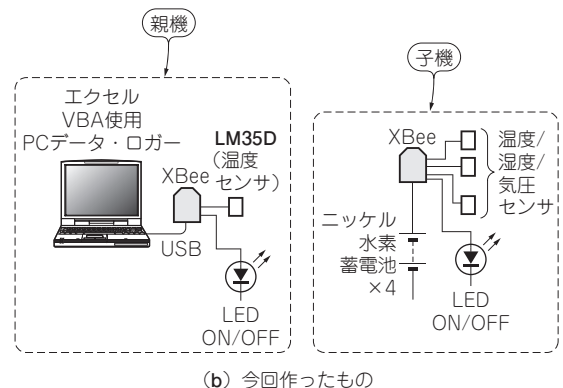 親機
エクセル
VBA使用
PCデータ・ロガー
LM35D
（温度
センサ）
XBee
USB
LED
ON/OFF
子機
XBee
温度/
湿度/
気圧
センサ
ニッケル
水素
蓄電池
×4
LED
ON/OFF
（b）今回作ったもの